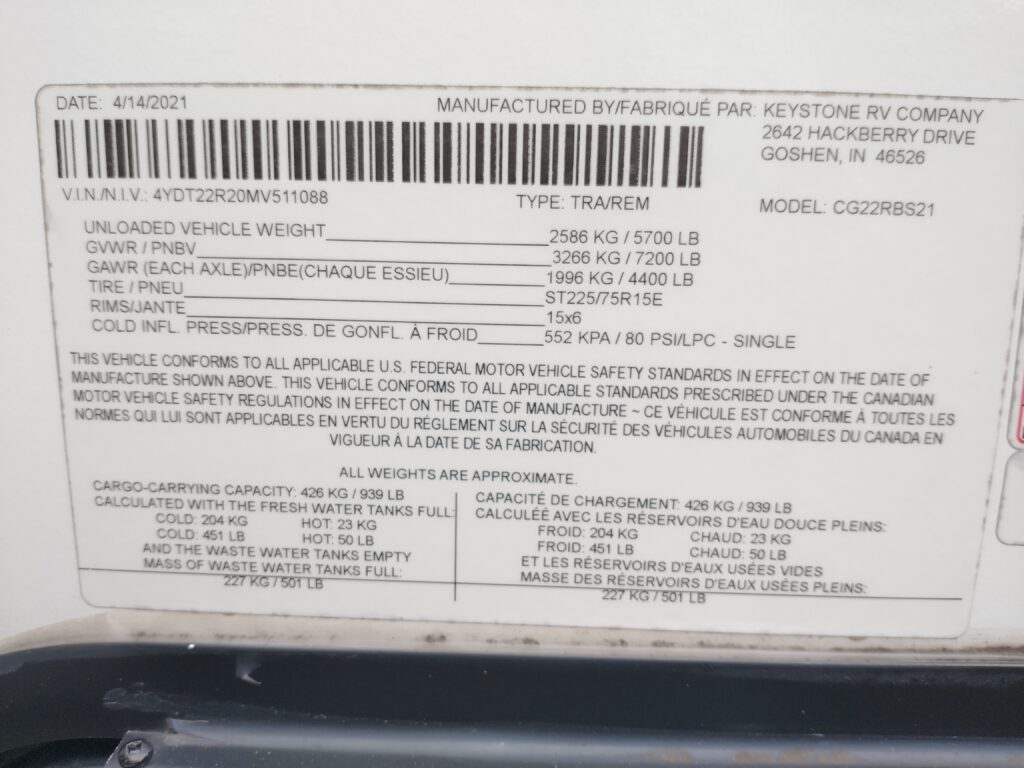 DATE: 4/14/2021 MANUFACTURED BY/FABRIQUÉ PAR: KEYSTONE RV COMPANY
2642 HACKBERRY DRIVE
GOSHEN, IN 46526
V.I.N./N.I.V.: 4YDT22R20MV511088 TYPE: TRA/REM MODEL: CG22RBS21
UNLOADED VEHICLE WEIGHT 2586 KG / 5700 LB
GVWR / PNBV 3266 KG / 7200 LB
GAWR (EACH AXLE)/PNBE(CHAQUE ESSIEU) 1996 KG / 4400 LB
TIRE / PNEU ST225/75R15E
RIMS/JANTE 15x6
COLD INFL. PRESS/PRESS. DE GONFL. À FROID 552 KPA / 80 PSI/LPC - SINGLE
THIS VEHICLE CONFORMS TO ALL APPLICABLE U.S. FEDERAL MOTOR VEHICLE SAFETY STANDARDS IN EFFECT ON THE DATE OF
MANUFACTURE SHOWN ABOVE. THIS VEHICLE CONFORMS TO ALL APPLICABLE STANDARDS PRESCRIBED UNDER THE CANADIAN
MOTOR VEHICLE SAFETY REGULATIONS IN EFFECT ON THE DATE OF MANUFACTURE ~ CE VÉHICULE EST CONFORME À TOUTES LES
NORMES QUI LUI SONT APPLICABLES EN VERTU DU RÉGLEMENT SUR LA SÉCURITÉ DES VÉHICULES AUTOMOBILES DU CANADA EN
VIGUEUR À LA DATE DE SA FABRICATION.
ALL WEIGHTS ARE APPROXIMATE.
CARGO-CARRYING CAPACITY: 426 KG / 939 LB
CALCULATED WITH THE FRESH WATER TANKS FULL:
COLD: 204 KG HOT: 23 KG
COLD: 451 LB HOT: 50 LB
AND THE WASTE WATER TANKS EMPTY
MASS OF WASTE WATER TANKS FULL:
227 KG / 501 LB
CAPACITÉ DE CHARGEMENT: 426 KG / 939 LB
CALCULÉE AVEC LES RÉSERVOIRS D'EAU DOUCE PLEINS:
FROID: 204 KG CHAUD: 23 KG
FROID: 451 LB CHAUD: 50 LB
ET LES RÉSERVOIRS D'EAUX USÉES VIDES
MASSE DES RÉSERVOIRS D'EAUX USÉES PLEINS:
227 KG / 501 LB